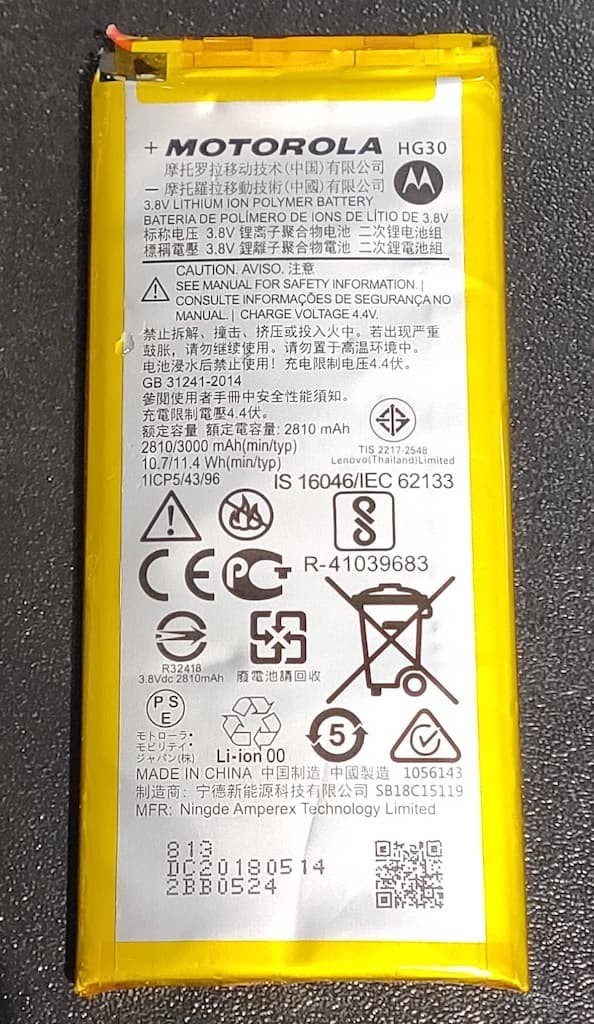 + MOTOROLA HG30
摩托罗拉移动技术(中国)有限公司
— 摩托羅拉移動技術(中國)有限公司
3.8V LITHIUM ION POLYMER BATTERY
BATERIA DE POLÍMERO DE IONS DE LÍTIO DE 3.8V
标称电压 3.8V 锂离子聚合物电池 二次锂电池组
標稱電壓 3.8V 鋰離子聚合物電池 二次鋰電池組
CAUTION. AVISO. 注意
SEE MANUAL FOR SAFETY INFORMATION. |
CONSULTE INFORMAÇÕES DE SEGURANÇA NO
MANUAL. | CHARGE VOLTAGE 4.4V.
禁止拆解、撞击、挤压或投入火中。若出现严重
鼓胀，请勿继续使用。请勿置于高温环境中。
电池浸水后禁止使用！充电限制电压4.4伏。
GB 31241-2014
參閱使用者手冊中安全性能須知。
充電限制電壓4.4伏。
额定容量 額定電容量: 2810 mAh
2810/3000 mAh(min/typ)
10.7/11.4 Wh(min/typ)
1ICP5/43/96
TIS 2217-2548
Lenovo(Thailand)Limited
IS 16046/IEC 62133
R-41039683
CE PCT
R32418
3.8Vdc 2810mAh
廢電池請回收
PS
E
モトローラ・
モビリティ・
ジャパン(株)
Li-ion 00
5
MADE IN CHINA 中国制造 中國製造 1056143
制造商: 宁德新能源科技有限公司 SB18C15119
MFR: Ningde Amperex Technology Limited
813
DC20180514
2BB0524